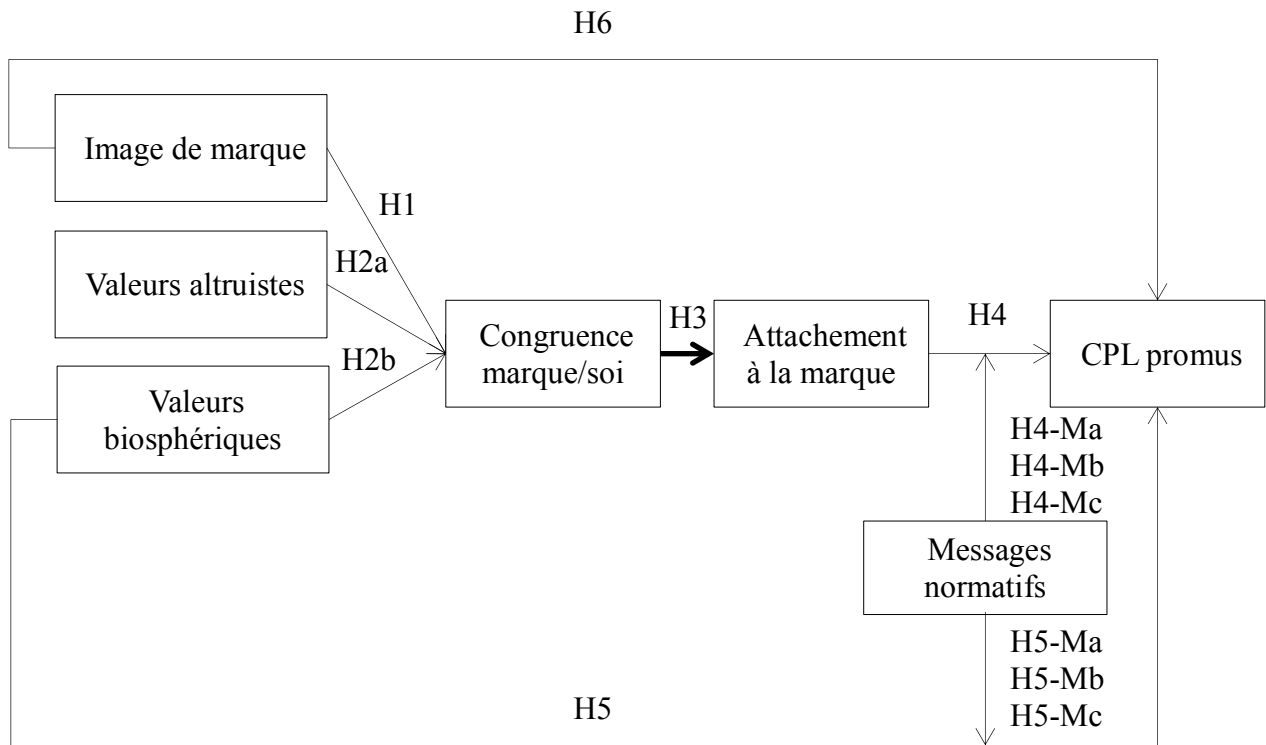 H6
Image de marque
H1
Valeurs altruistes
H2a
H2b
Valeurs
biosphériques
Congruence
marque/soi
H3
Attachement
à la marque
H4
CPL promus
H4-Ma
H4-Mb
H4-Mc
Messages
normatifs
H5-Ma
H5-Mb
H5-Mc
H5